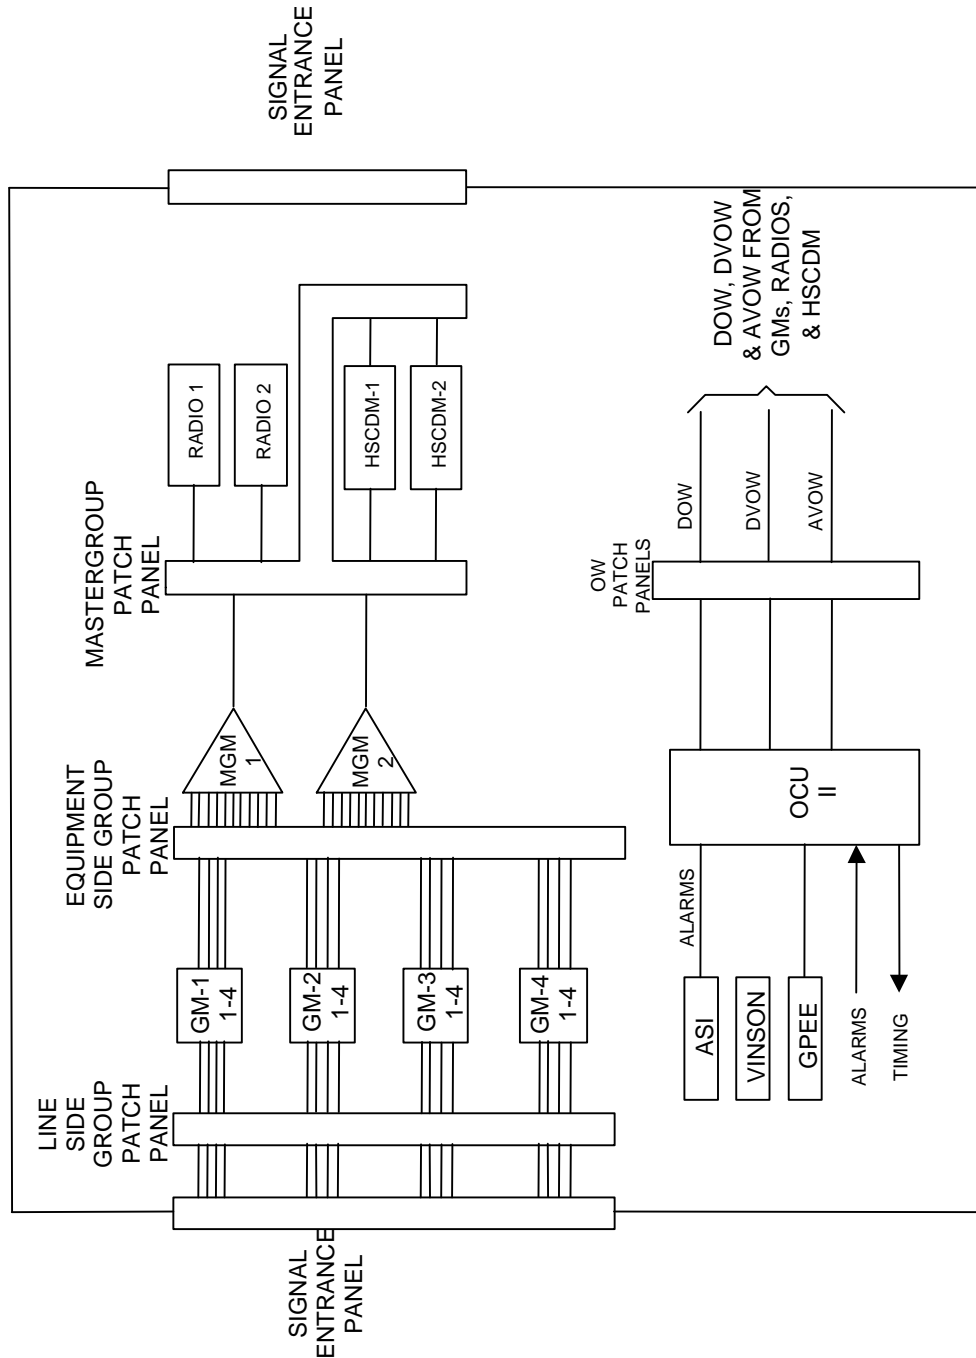 SIGNAL
ENTRANCE
PANEL
LINE
SIDE
GROUP
PATCH
PANEL
GM-1
1-4
GM-2
1-4
GM-3
1-4
GM-4
1-4
EQUIPMENT
SIDE GROUP
PATCH
PANEL
MGM
1
MGM
2
MASTERGROUP
PATCH
PANEL
RADIO 1
RADIO 2
HSCDM-1
HSCDM-2
SIGNAL
ENTRANCE
PANEL
ASI
VINSON
GPEE
ALARMS
TIMING
ALARMS
OCU
II
OW
PATCH
PANELS
DOW
DVOW
AVOW
DOW, DVOW
& AVOW FROM
GMs, RADIOS,
& HSCDM